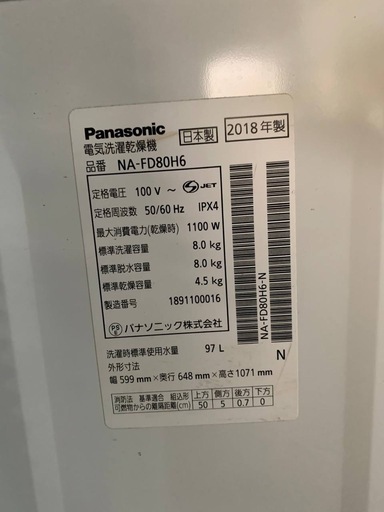 Panasonic
日本製
2018年製
電気洗濯乾燥機
品番 NA-FD80H6
定格電圧 100 V ～ S JET
定格周波数 50/60 Hz IPX4
最大消費電力(乾燥時) 1100 W
標準洗濯容量 8.0 kg
標準脱水容量 8.0 kg
標準乾燥容量 4.5 kg
製造番号 1891100016
PS E パナソニック株式会社
NA-FD80H6-N
洗濯時標準使用水量 97 L
外形寸法 N
幅 599 mm×奥行 648 mm×高さ 1071 mm
消防法 基準適合 組込形 上方 側方 前方 下方
可燃物からの離隔距離(cm) 50 5 0.7 0